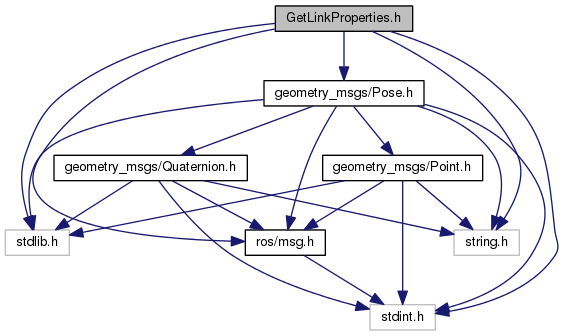 GetLinkProperties.h
geometry_msgs/Pose.h
geometry_msgs/Quaternion.h
geometry_msgs/Point.h
stdlib.h
ros/msg.h
string.h
stdint.h